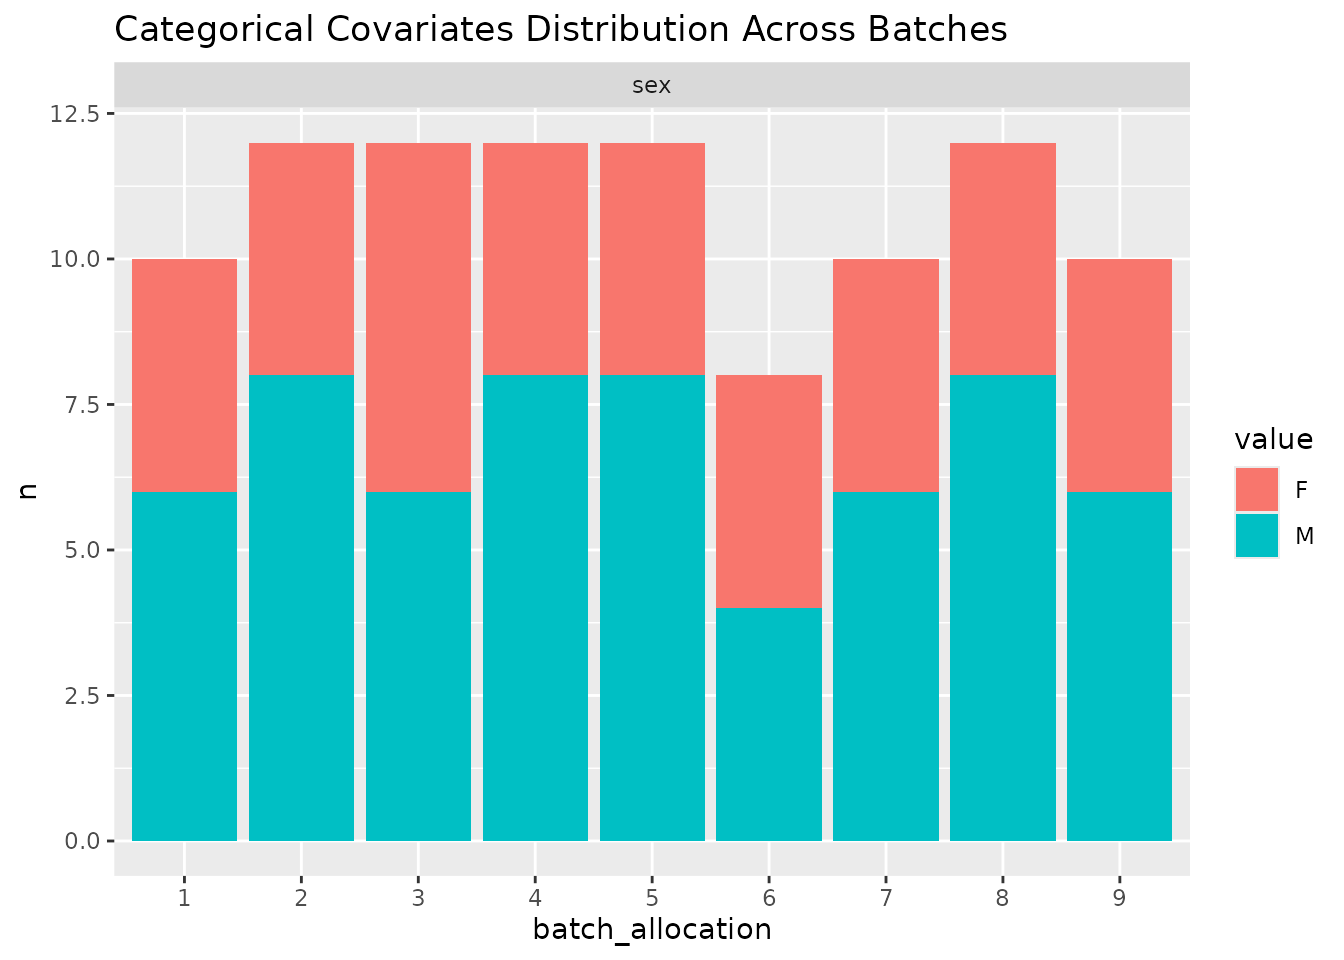 Categorical Covariates Distribution Across Batches
sex
12.5
10.0
7.5
5.0
2.5
0.0
n
1 2 3 4 5 6 7 8 9
batch_allocation
value
F
M